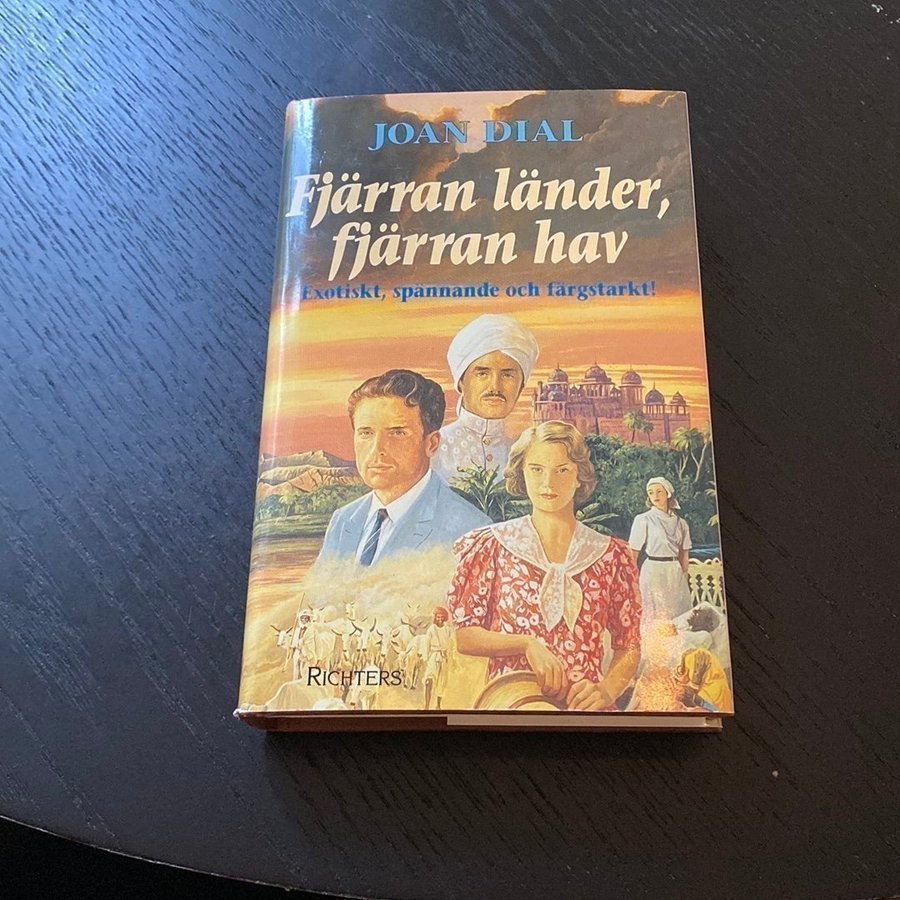 JOAN DIAL
Fjärran länder,
fjärran hav
Exotiskt, spännande och färgstarkt!
RICHTERS